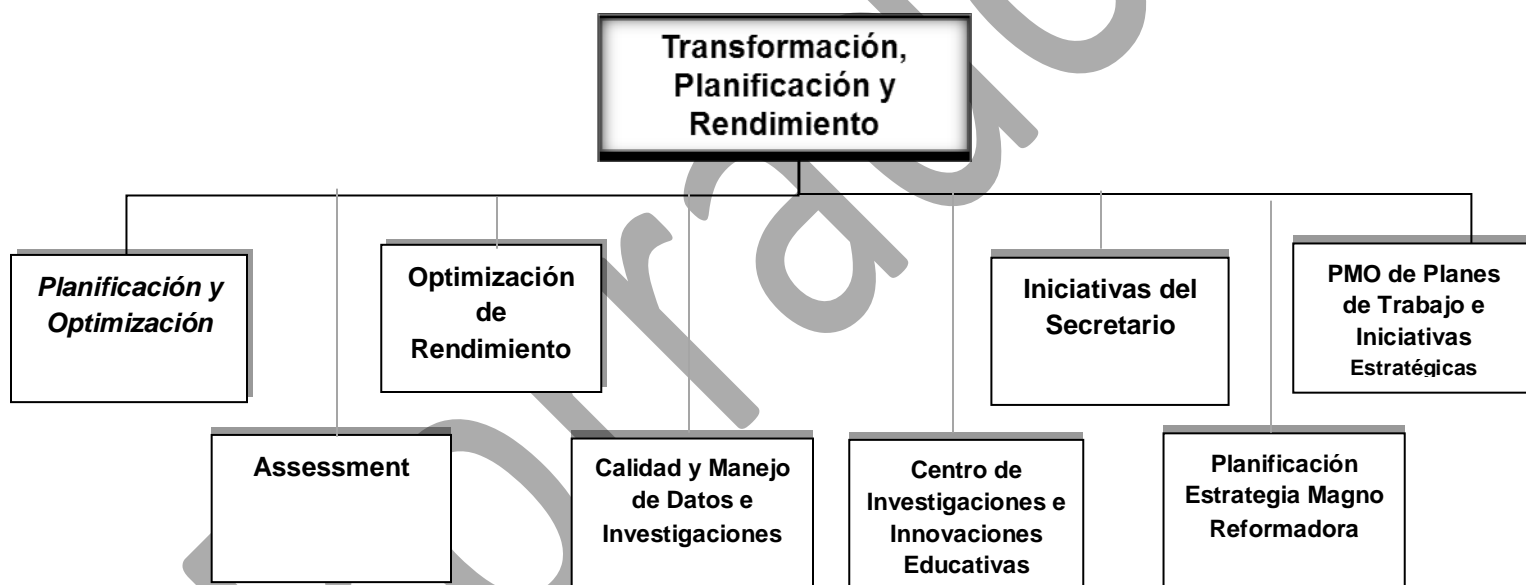 Transformación,
Planificación y
Rendimiento
Planificación y
Optimización
Optimización
de
Rendimiento
Iniciativas del
Secretario
PMO de Planes
de Trabajo e
Iniciativas
Estratégicas
Assessment
Calidad y Manejo
de Datos e
Investigaciones
Centro de
Investigaciones e
Innovaciones
Educativas
Planificación
Estrategia Magno
Reformadora